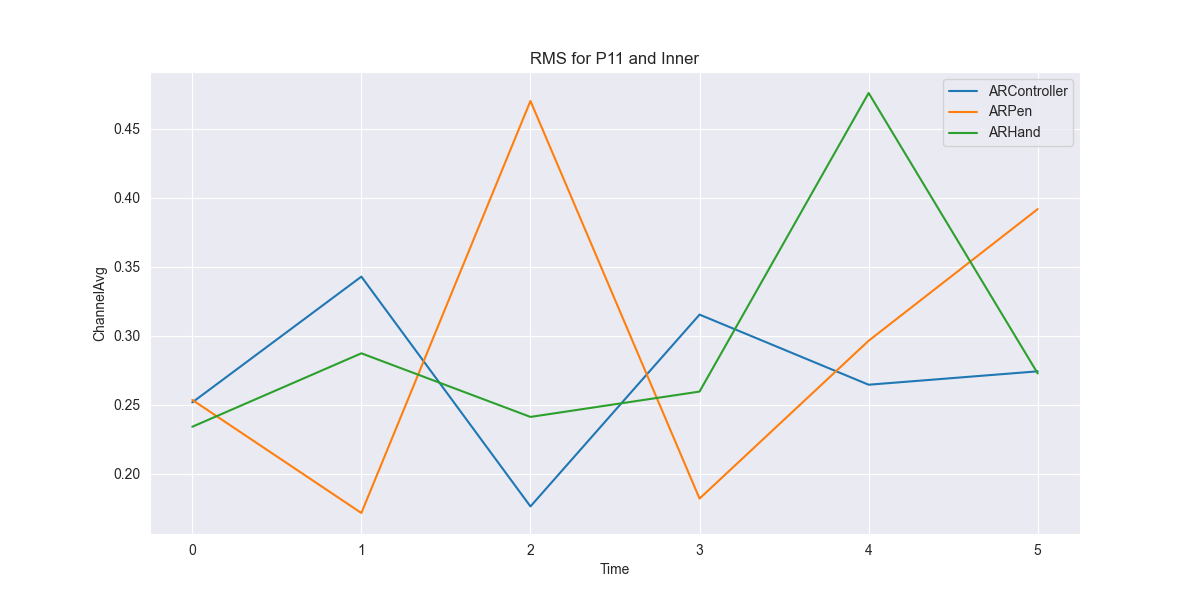 RMS for P11 and Inner
ARController
ARPen
ARHand
ChannelAvg
0.45
0.40
0.35
0.30
0.25
0.20
0 1 2 3 4 5
Time